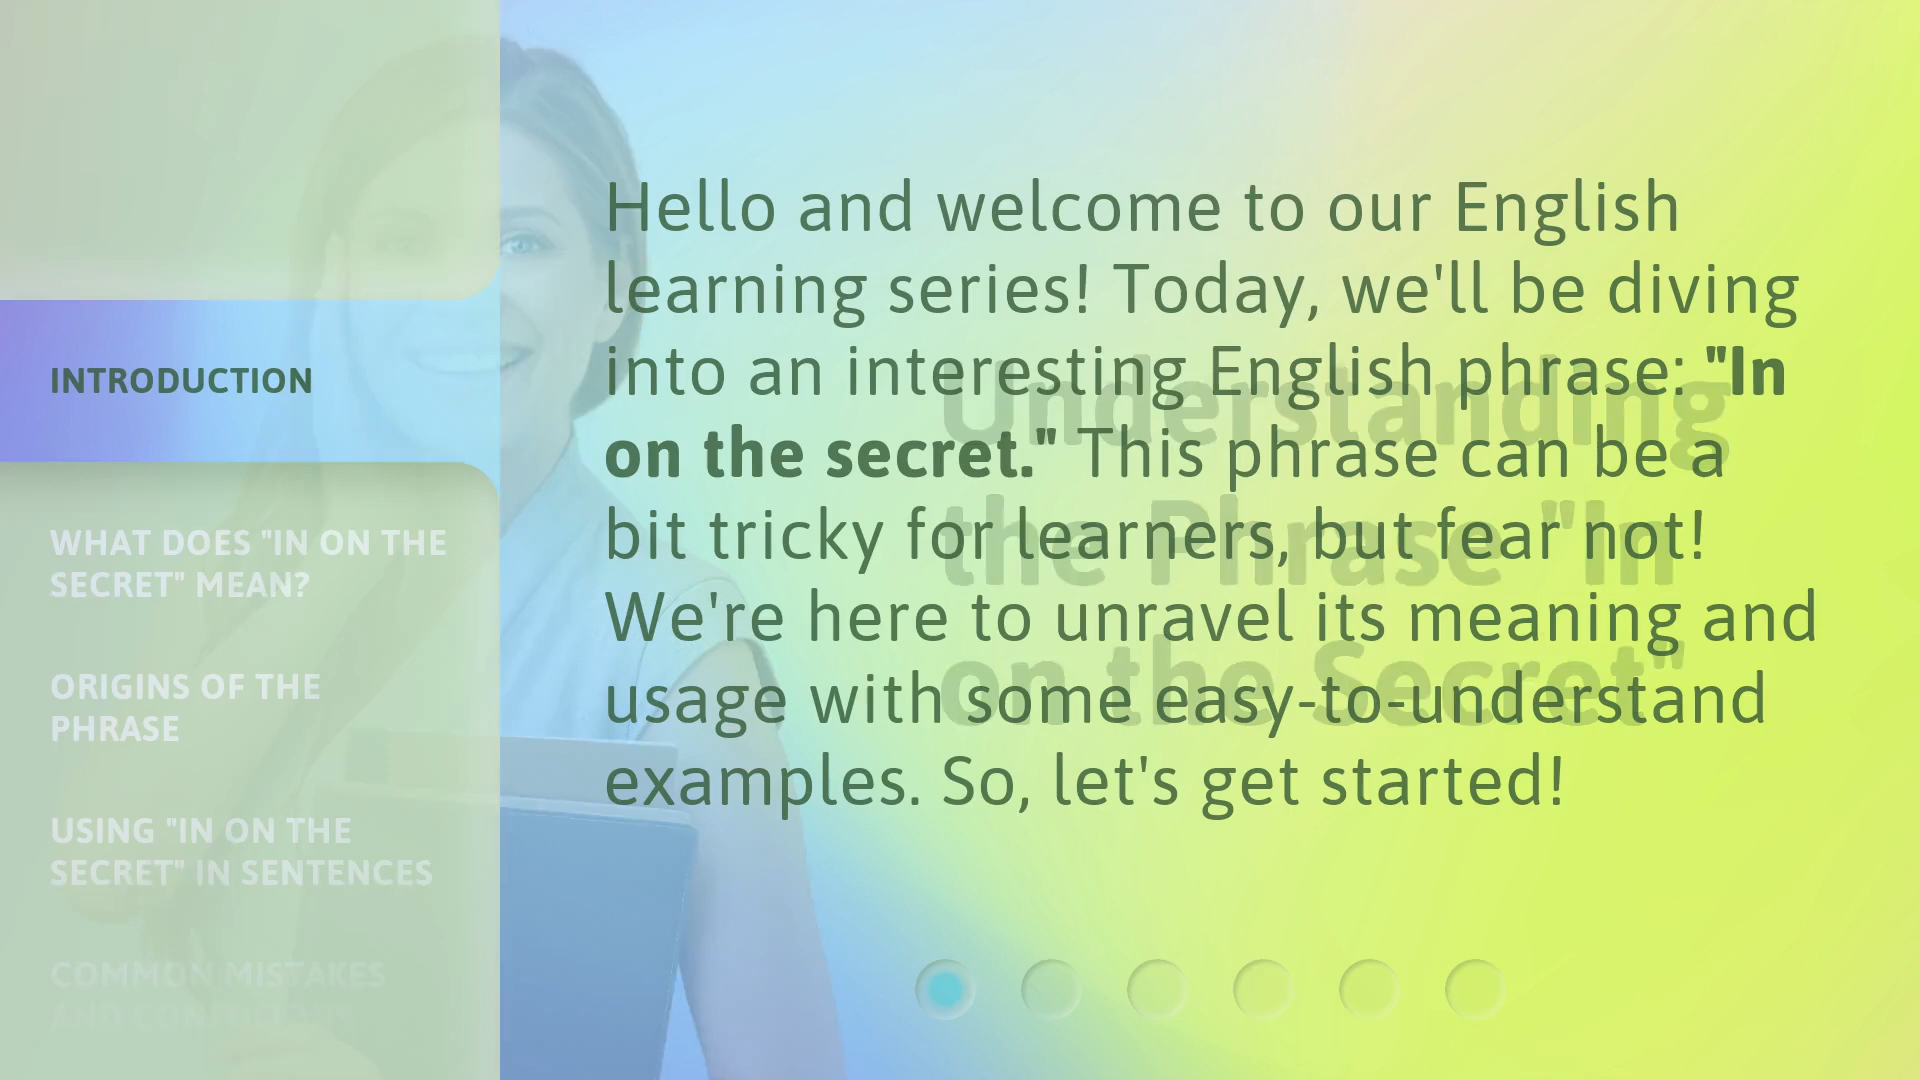 INTRODUCTION
WHAT DOES "IN ON THE
SECRET" MEAN?
ORIGINS OF THE
PHRASE
USING "IN ON THE
SECRET" IN SENTENCES
COMMON MISTAKES
AND
Hello and welcome to our English
learning series! Today, we'll be diving
into an interesting English phrase: "In
on the secret." This phrase can be a
bit tricky for learners, but fear not!
We're here to unravel its meaning and
usage with some easy-to-understand
examples. So, let's get started!
Understanding
the Phrase "In
on the Secret"